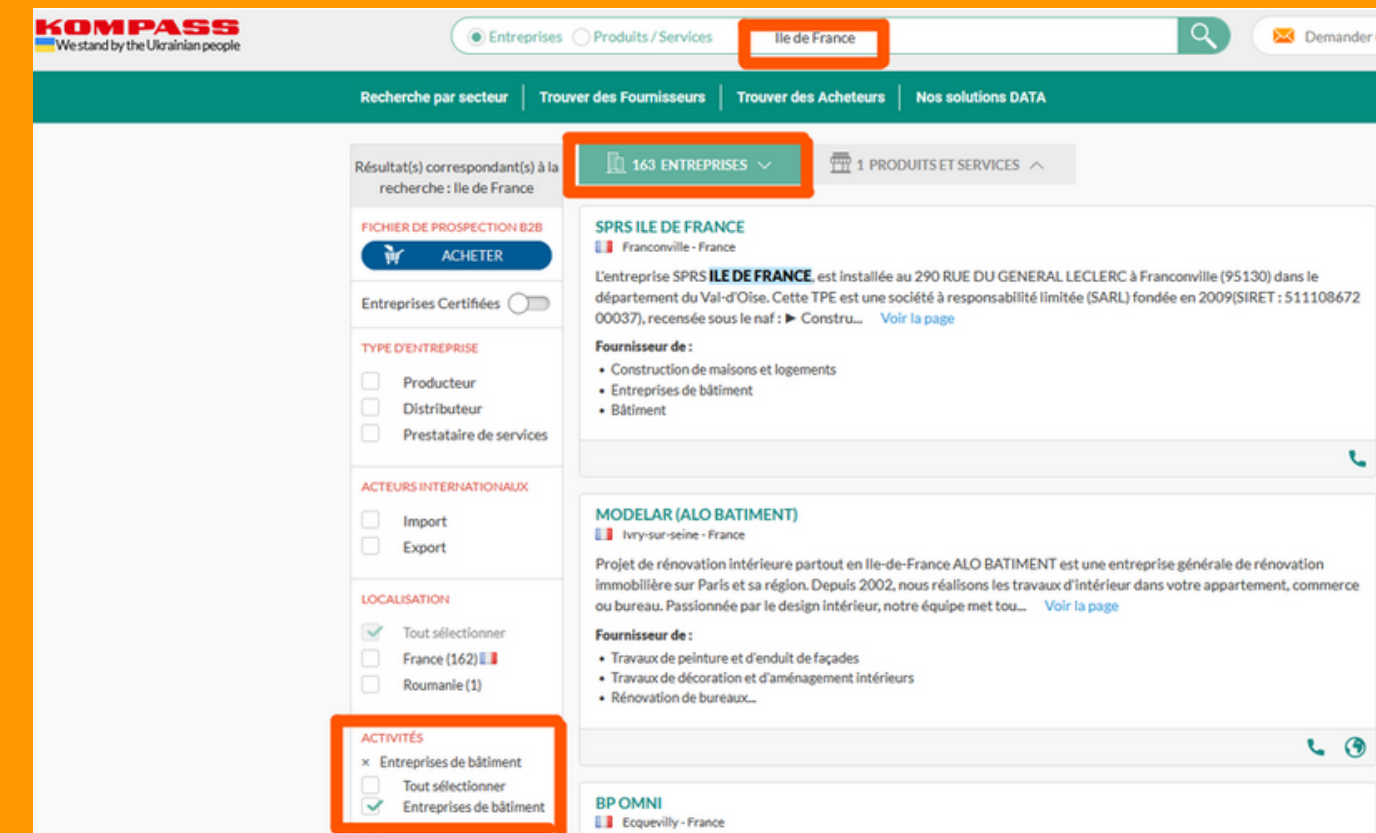 KOMPASS
We stand by the Ukrainian people
Entreprises
Produits / Services
Ile de France
Demander
Recherche par secteur
Trouver des Fournisseurs
Trouver des Acheteurs
Nos solutions DATA
Résultat(s) correspondant(s) à la
recherche : Ile de France
163 ENTREPRISES
1 PRODUITS ET SERVICES
FICHIER DE PROSPECTION B2B
ACHETER
Entreprises Certifiées
TYPE D'ENTREPRISE
Producteur
Distributeur
Prestataire de services
ACTEURS INTERNATIONAUX
Import
Export
LOCALISATION
Tout sélectionner
France (162)
Roumanie (1)
ACTIVITÉS
× Entreprises de bâtiment
Tout sélectionner
Entreprises de bâtiment
SPRS ILE DE FRANCE
Franconville - France
L'entreprise SPRS ILE DE FRANCE, est installée au 290 RUE DU GENERAL LECLERC à Franconville (95130) dans le
département du Val-d'Oise. Cette TPE est une société à responsabilité limitée (SARL) fondée en 2009(SIRET : 511108672
00037), recensée sous le naf : ► Constru... Voir la page
Fournisseur de :
• Construction de maisons et logements
• Entreprises de bâtiment
• Bâtiment
MODELAR (ALO BATIMENT)
Ivry-sur-seine - France
Projet de rénovation intérieure partout en Ile-de-France ALO BATIMENT est une entreprise générale de rénovation
immobilière sur Paris et sa région. Depuis 2002, nous réalisons les travaux d'intérieur dans votre appartement, commerce
ou bureau. Passionnée par le design intérieur, notre équipe met tou... Voir la page
Fournisseur de :
• Travaux de peinture et d'enduit de façades
• Travaux de décoration et d'aménagement intérieurs
• Rénovation de bureaux...
BP OMNI
Ecquevilly - France